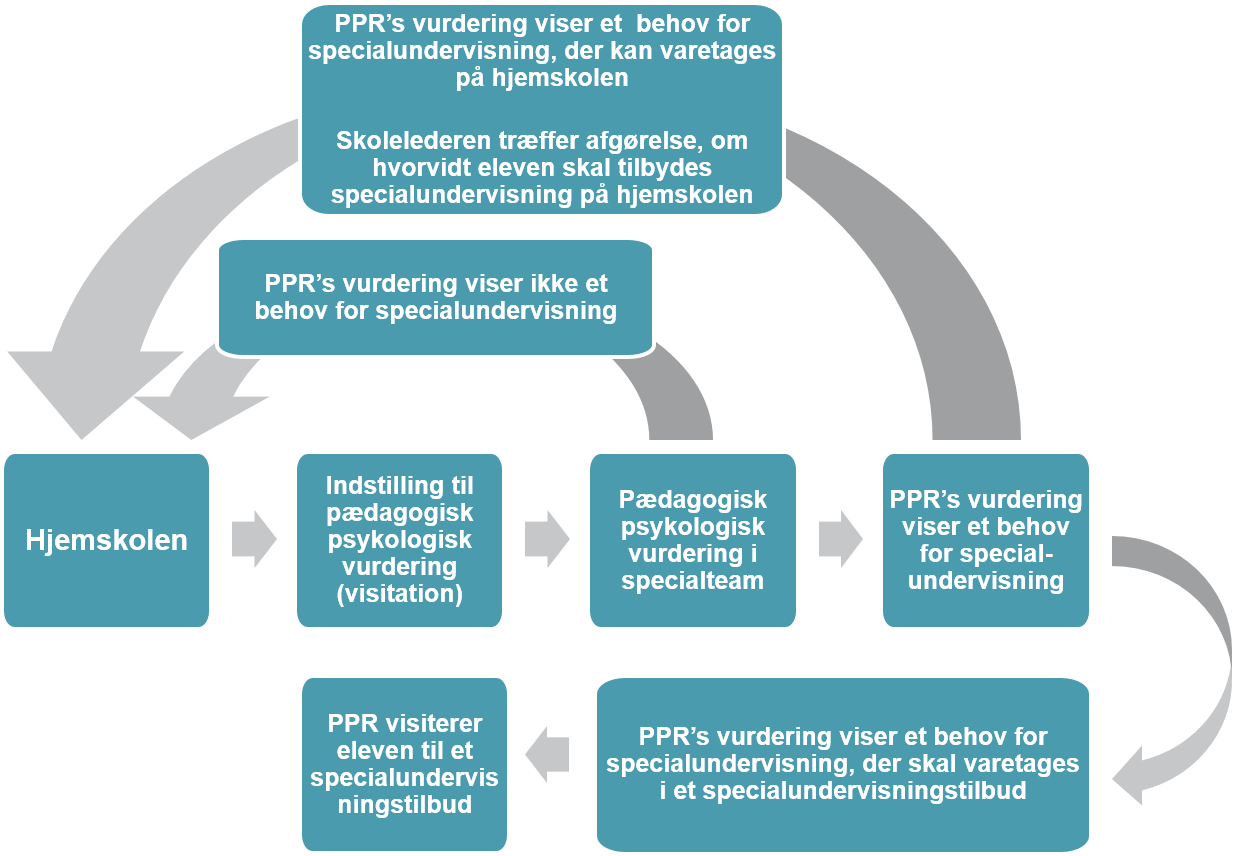 PPR’s vurdering viser et  behov for
specialundervisning, der kan varetages
på hjemskolen
Skolelederen træffer afgørelse, om
hvorvidt eleven skal tilbydes
specialundervisning på hjemskolen
PPR’s vurdering viser ikke et
behov for specialundervisning
Hjemskolen
Indstilling til
pædagogisk
psykologisk
vurdering
(visitation)
Pædagogisk
psykologisk
vurdering i
specialteam
PPR’s vurdering
viser et behov
for special-
undervisning
PPR visiterer
eleven til et
specialundervis
ningstilbud
PPR’s vurdering viser et behov for
specialundervisning, der skal varetages
i et specialundervisningstilbud